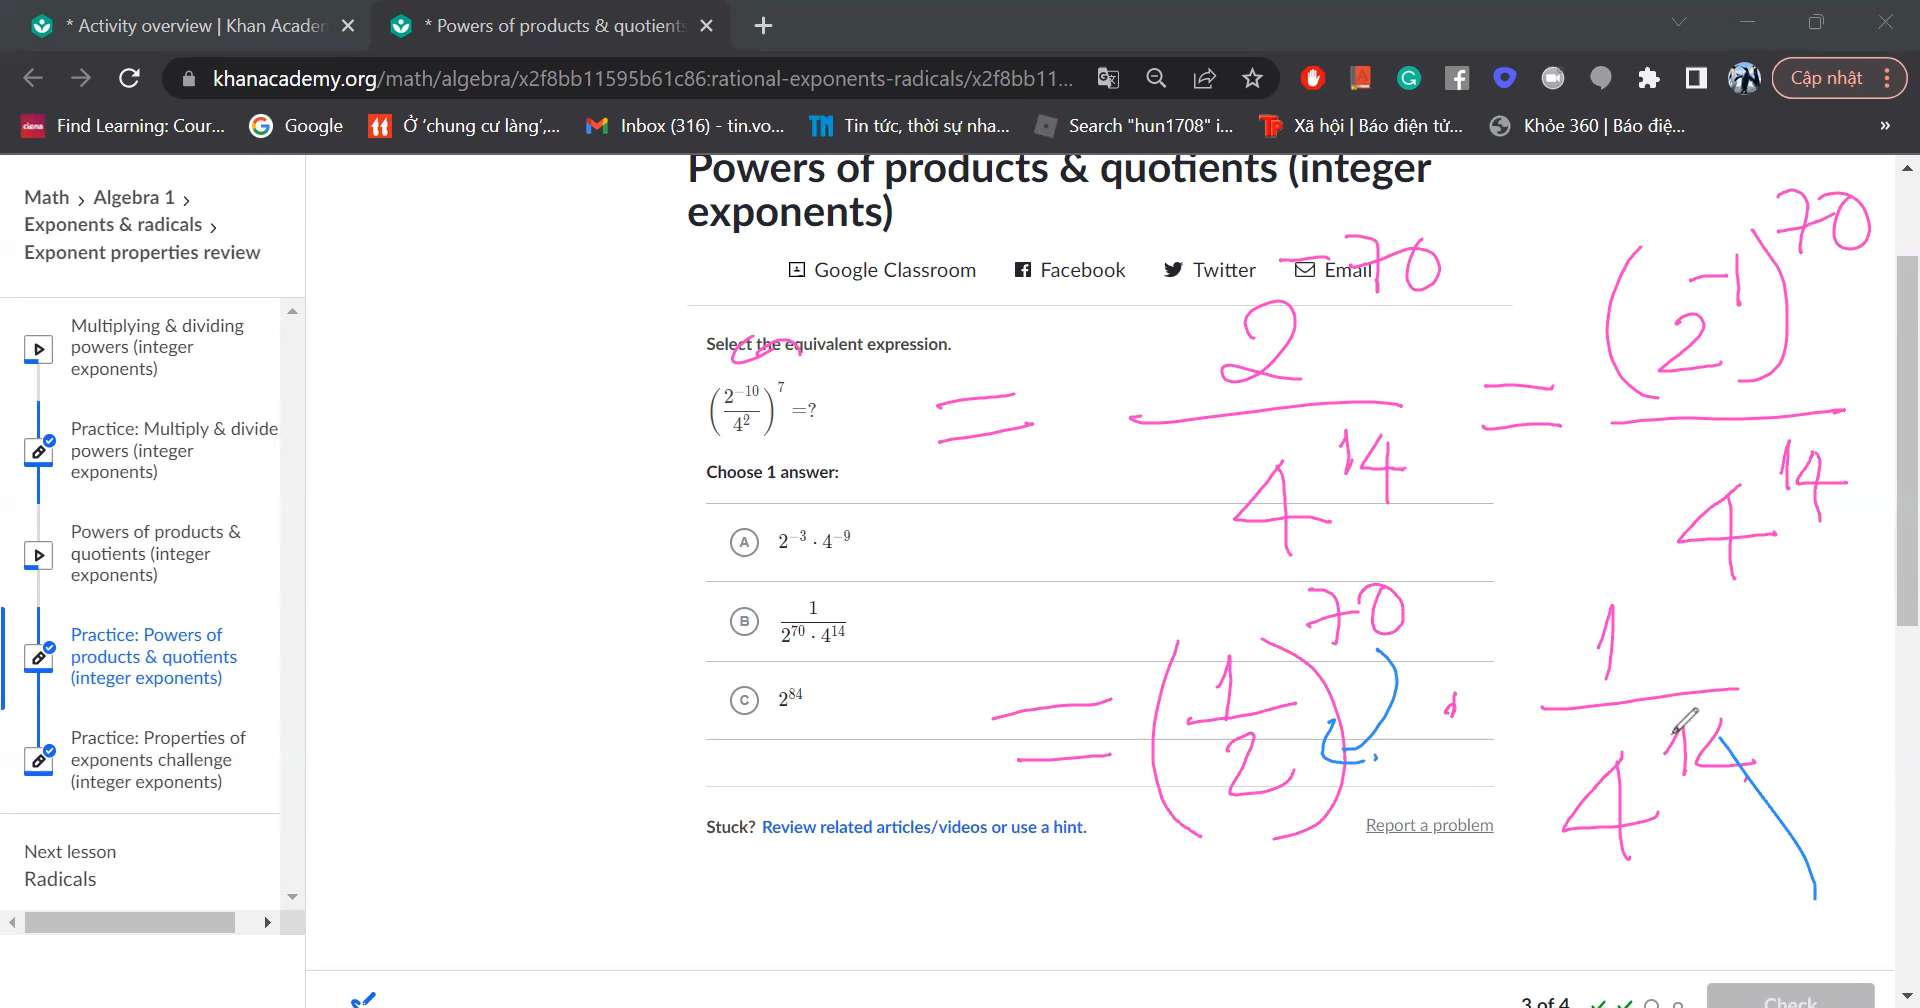 * Activity overview | Khan Acader
* Powers of products & quotients
khanacademy.org/math/algebra/x2f8bb11595b61c86:rational-exponents-radicals/x2f8bb11...
Cập nhật
ciena Find Learning: Cour...
Google
Ở 'chung cư làng',...
Inbox (316) - tin.vo...
TN Tin tức, thời sự nha...
Search "hun1708" i...
TP Xã hội | Báo điện tử...
Khỏe 360 | Báo điệ...
»
Math > Algebra 1 >
Exponents & radicals >
Exponent properties review
Multiplying & dividing
powers (integer
exponents)
Practice: Multiply & divide
powers (integer
exponents)
Powers of products &
quotients (integer
exponents)
Practice: Powers of
products & quotients
(integer exponents)
Practice: Properties of
exponents challenge
(integer exponents)
Next lesson
Radicals
Powers of products & quotients (integer
exponents)
Google Classroom Facebook Twitter Email
Select the equivalent expression.
(2^-10/4^2)^7 =?
= 2^-70/4^14 = (2^-1)^70/4^14
Choose 1 answer:
A 2^-3 · 4^-9
B 1/(2^70 · 4^14)
C 2^84
= (1/2)^70 · 1/4^14
Stuck? Review related articles/videos or use a hint.
Report a problem
3 of 4
Check